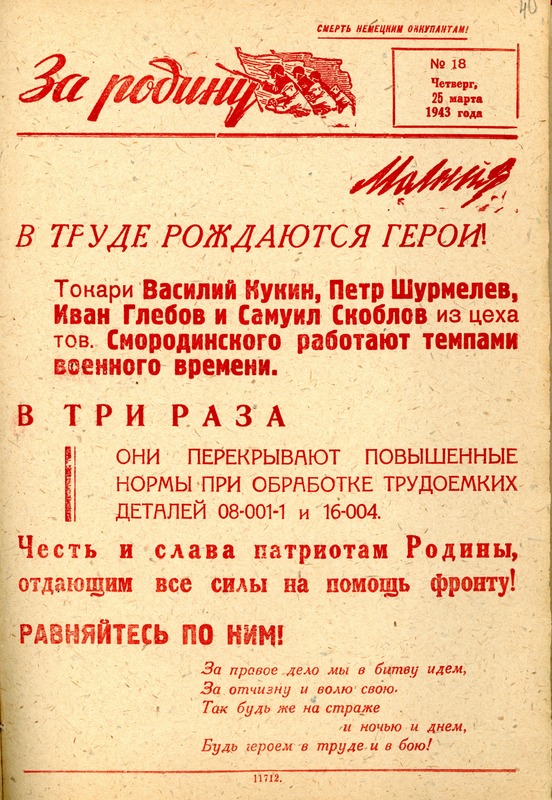 40
СМЕРТЬ НЕМЕЦКИМ ОККУПАНТАМ!
За родину
№ 18
Четверг,
25 марта
1943 года
В ТРУДЕ РОЖДАЮТСЯ ГЕРОИ!
Токари Василий Кукин, Петр Шурмелев,
Иван Глебов и Самуил Скоблов из цеха
тов. Смородинского работают темпами
военного времени.
В ТРИ РАЗА
ОНИ ПЕРЕКРЫВАЮТ ПОВЫШЕННЫЕ
НОРМЫ ПРИ ОБРАБОТКЕ ТРУДОЕМКИХ
ДЕТАЛЕЙ 08-001-1 и 16-004.
Честь и слава патриотам Родины,
отдающим все силы на помощь фронту!
РАВНЯЙТЕСЬ ПО НИМ!
За правое дело мы в битву идем,
За отчизну и волю свою.
Так будь же на страже
и ночью и днем,
Будь героем в труде и в бою!
11712.